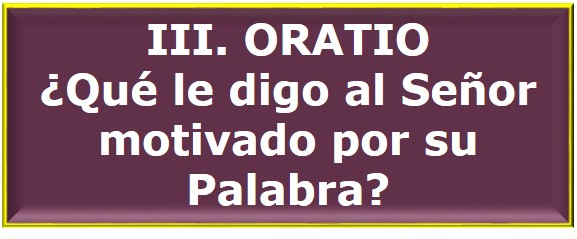 III. ORATIO
¿Qué le digo al Señor
motivado por su
Palabra?